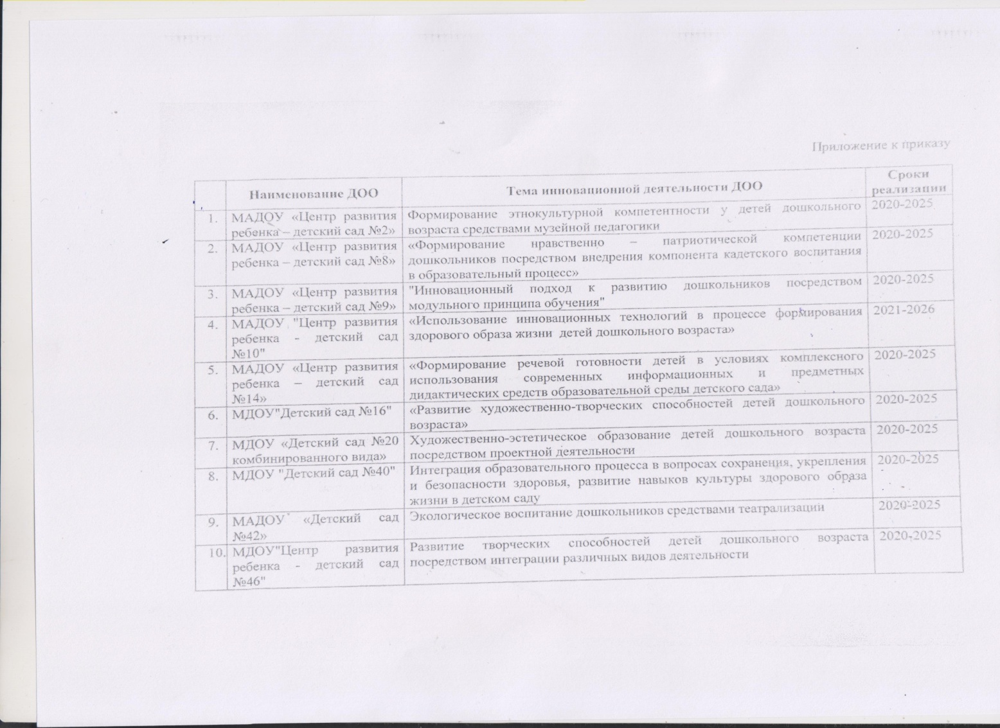 Приложение к приказу
Наименование ДОО
Тема инновационной деятельности ДОО
Сроки
реализации
1.
МАДОУ «Центр развития
ребенка – детский сад №2»
Формирование этнокультурной компетентности у детей дошкольного
возраста средствами музейной педагогики
2020-2025
2.
МАДОУ «Центр развития
ребенка – детский сад №8»
«Формирование нравственно – патриотической компетенции
дошкольников посредством внедрения компонента кадетского воспитания
в образовательный процесс»
2020-2025
3.
МАДОУ «Центр развития
ребенка – детский сад №9»
"Инновационный подход к развитию дошкольников посредством
модульного принципа обучения"
2020-2025
4.
МАДОУ "Центр развития
ребенка - детский сад
№10"
«Использование инновационных технологий в процессе формирования
здорового образа жизни детей дошкольного возраста»
2021-2026
5.
МАДОУ «Центр развития
ребенка – детский сад
№14»
«Формирование речевой готовности детей в условиях комплексного
использования современных информационных и предметных
дидактических средств образовательной среды детского сада»
2020-2025
6.
МДОУ"Детский сад №16"
«Развитие художественно-творческих способностей детей дошкольного
возраста»
2020-2025
7.
МДОУ «Детский сад №20
комбинированного вида»
Художественно-эстетическое образование детей дошкольного возраста
посредством проектной деятельности
2020-2025
8.
МДОУ "Детский сад №40"
Интеграция образовательного процесса в вопросах сохранения, укрепления
и безопасности здоровья, развитие навыков культуры здорового образа
жизни в детском саду
2020-2025
9.
МАДОУ «Детский сад
№42»
Экологическое воспитание дошкольников средствами театрализации
2020-2025
10.
МДОУ"Центр развития
ребенка - детский сад
№46"
Развитие творческих способностей детей дошкольного возраста
посредством интеграции различных видов деятельности
2020-2025